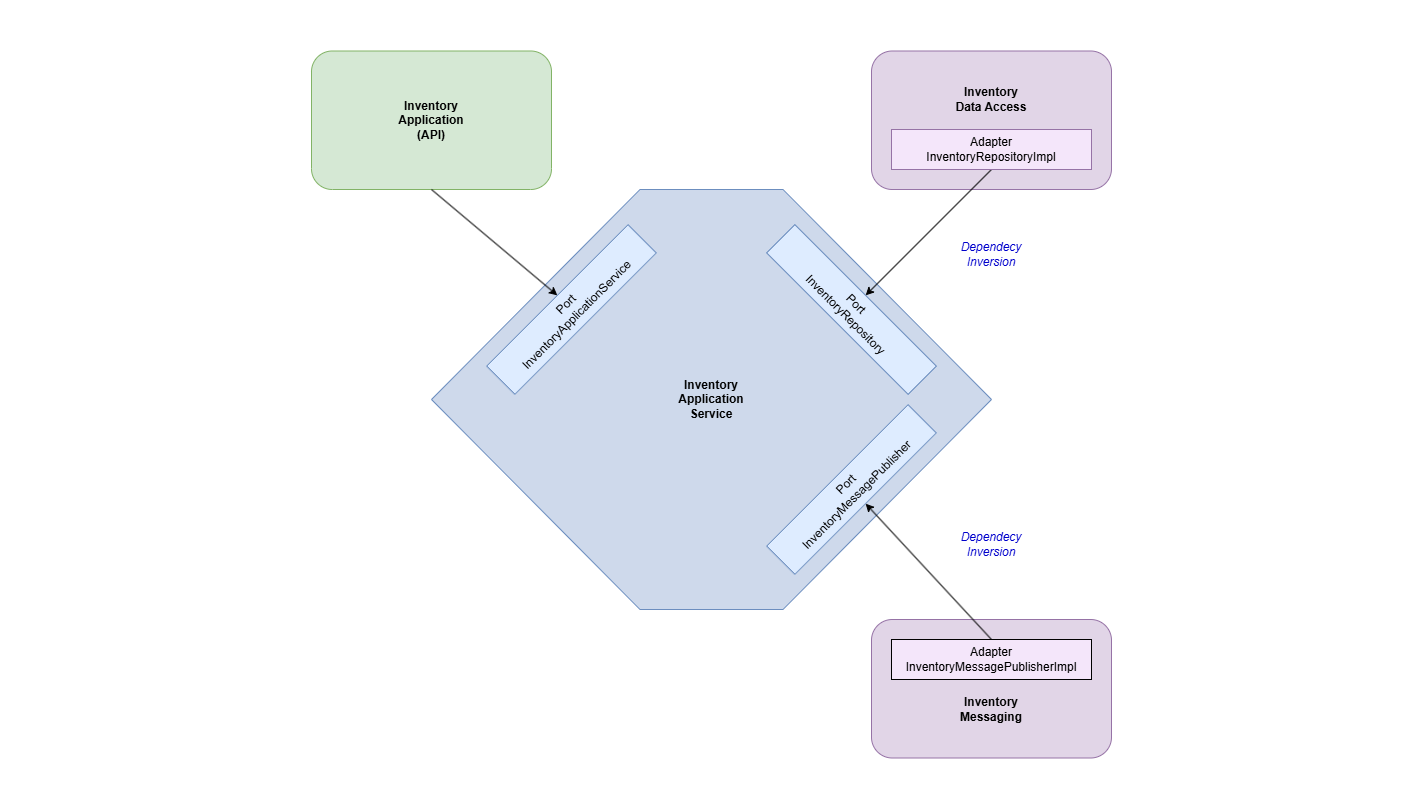 Inventory
Application
(API)
Inventory
Data Access
Adapter
InventoryRepositoryImpl
Dependecy
Inversion
Port
InventoryApplicationService
Port
InventoryRepository
Inventory
Application
Service
Port
InventoryMessagePublisher
Dependecy
Inversion
Adapter
InventoryMessagePublisherImpl
Inventory
Messaging